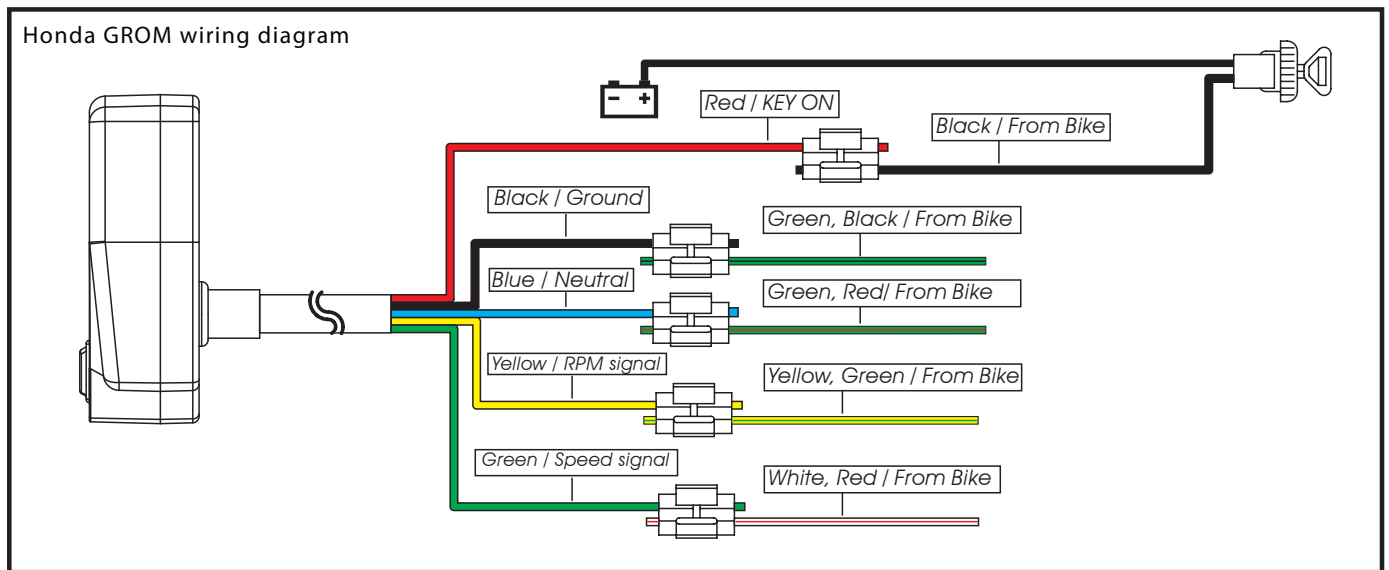 Honda GROM wiring diagram
- +
Red / KEY ON
Black / From Bike
Black / Ground
Green, Black / From Bike
Blue / Neutral
Green, Red/ From Bike
Yellow / RPM signal
Yellow, Green / From Bike
Green / Speed signal
White, Red / From Bike